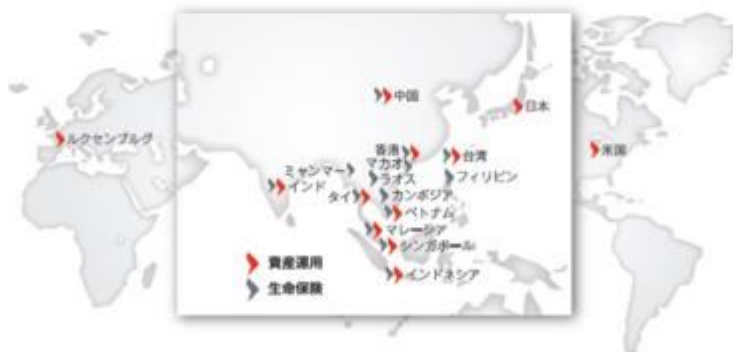 中国
日本
ルクセンブルグ
香港
台湾
米国
マカオ
ミャンマー
ラオス
フィリピン
インド
タイ
カンボジア
ベトナム
マレーシア
シンガポール
資産運用
インドネシア
生命保険